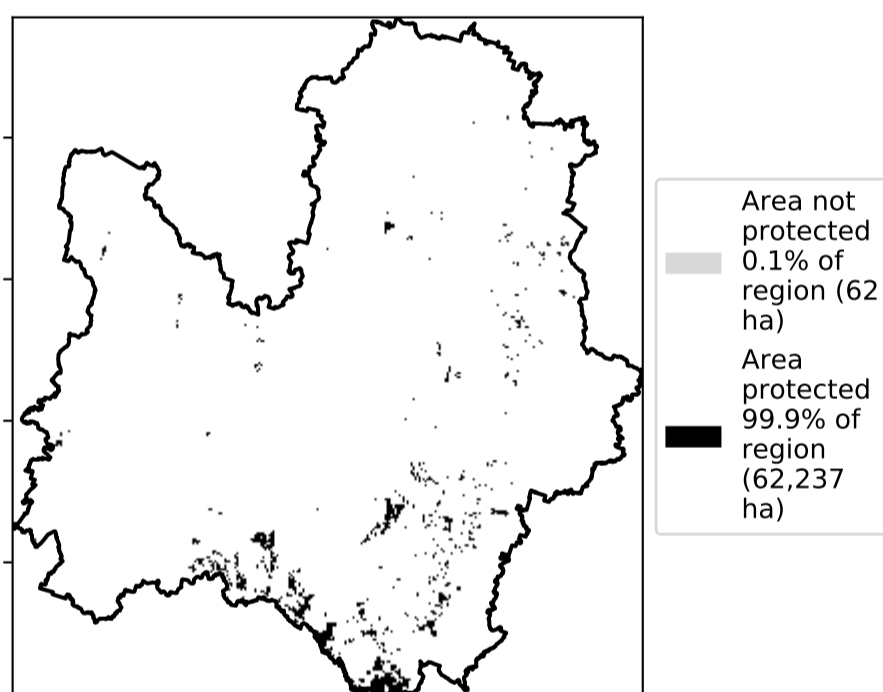 Area not
protected
0.1% of
region (62
ha)
Area
protected
99.9% of
region
(62,237
ha)